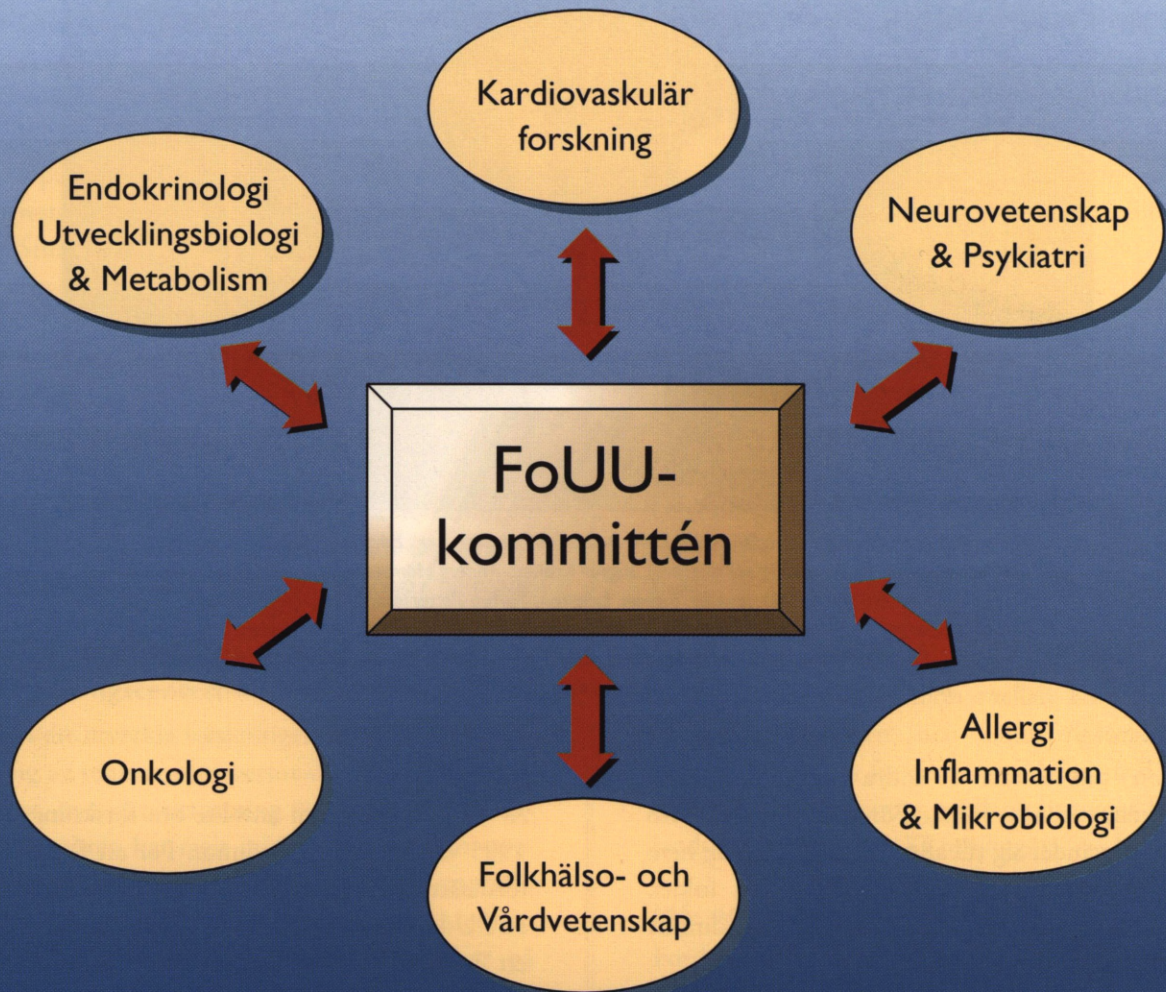 Kardiovaskulär
forskning
Endokrinologi
Utvecklingsbiologi
& Metabolism
Neurovetenskap
& Psykiatri
FoUU-
kommittén
Onkologi
Allergi
Inflammation
& Mikrobiologi
Folkhälso- och
Vårdvetenskap